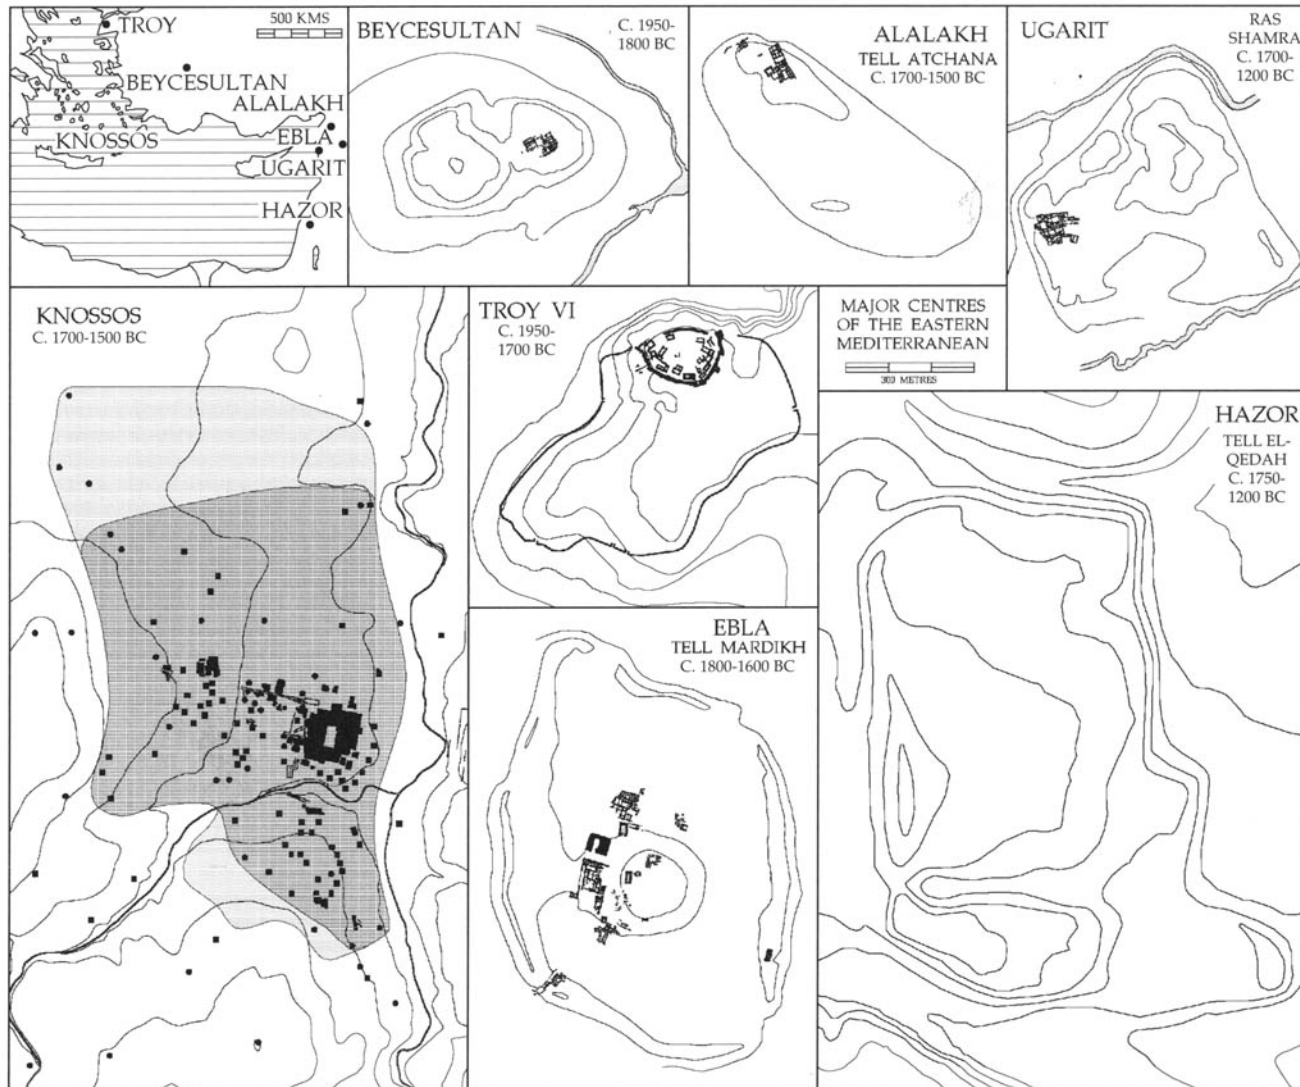 TROY
500 KMS
BEYCESULTAN
ALALAKH
KNOSSOS
EBLA
UGARIT
HAZOR
BEYCESULTAN
C. 1950-
1800 BC
ALALAKH
TELL ATCHANA
C. 1700-1500 BC
UGARIT
RAS
SHAMRA
C. 1700-
1200 BC
KNOSSOS
C. 1700-1500 BC
TROY VI
C. 1950-
1700 BC
MAJOR CENTRES
OF THE EASTERN
MEDITERRANEAN
300 METRES
HAZOR
TELL EL-
QEDAH
C. 1750-
1200 BC
EBLA
TELL MARDIKH
C. 1800-1600 BC